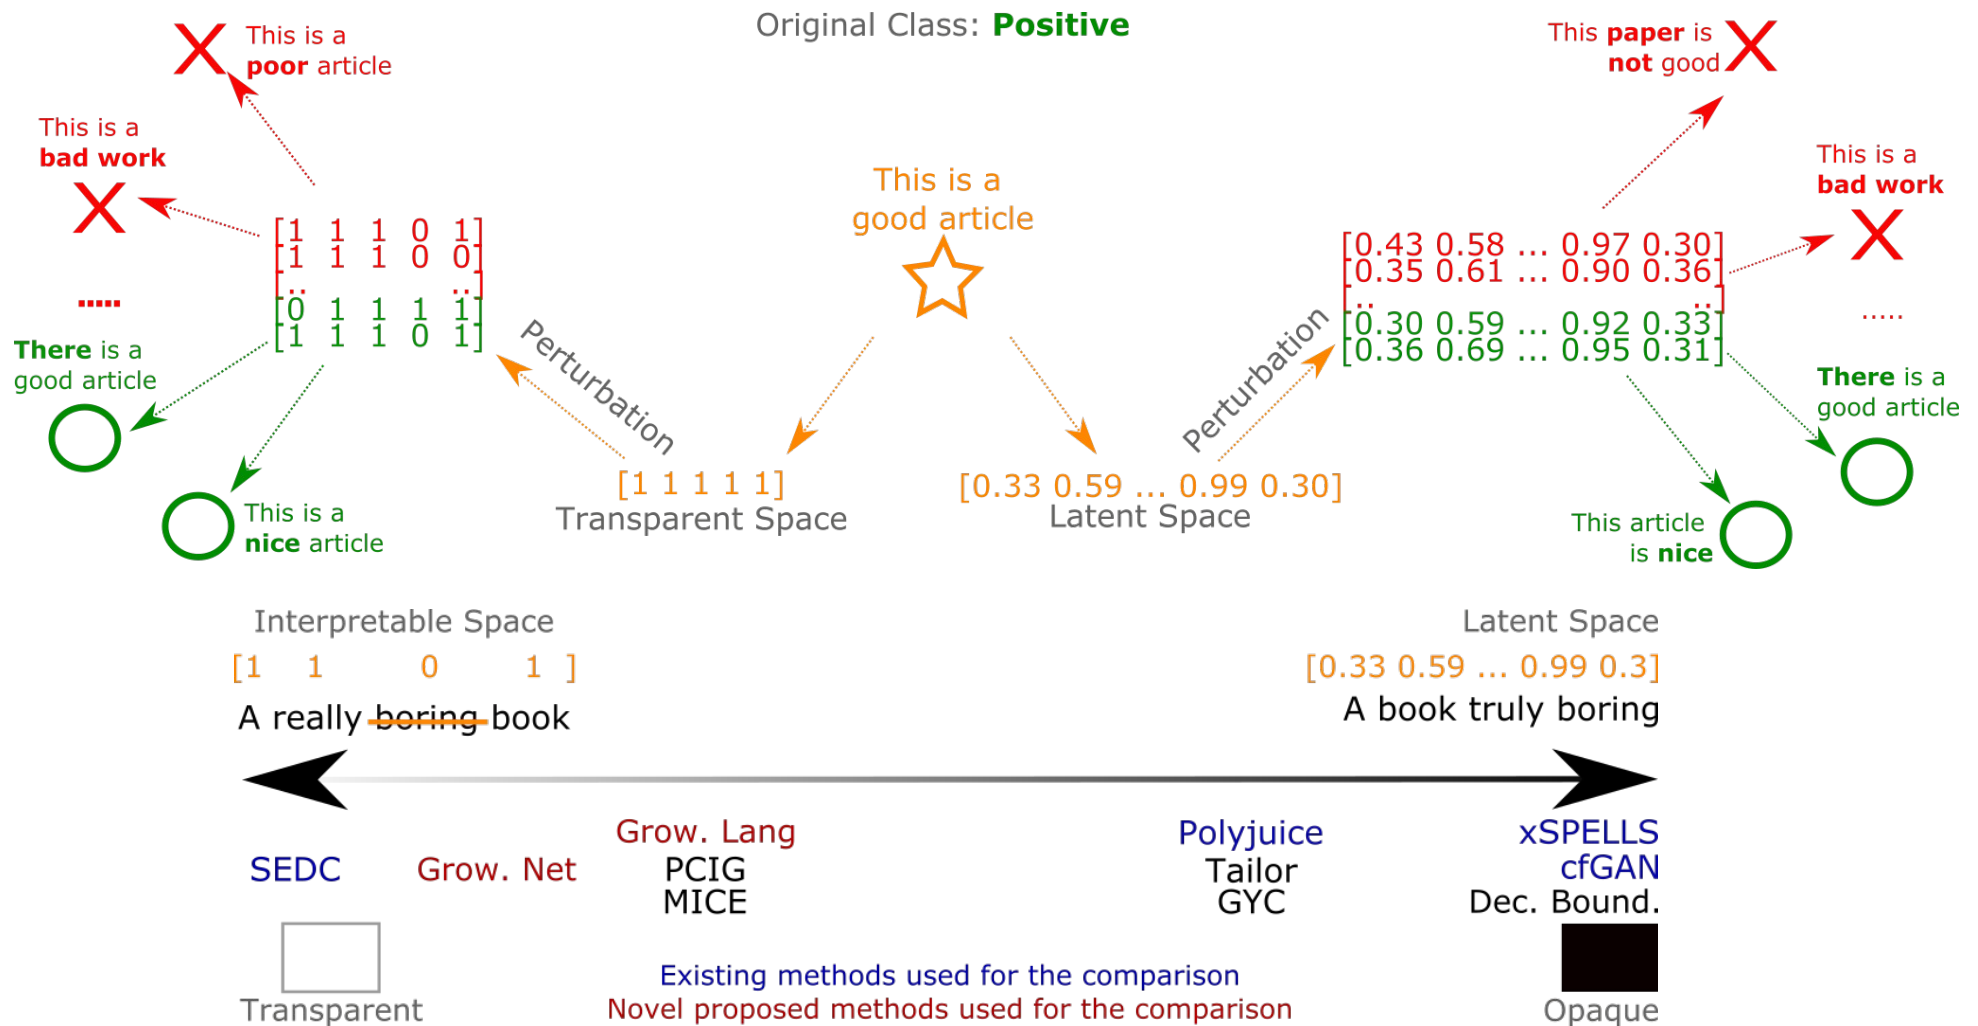 Original Class: Positive
This is a
poor article
This is a
bad work
[1 1 1 0 1]
[1 1 1 0 0]
[.. ..]
[0 1 1 1 1]
[1 1 1 0 1]
.....
There is a
good article
This is a
nice article
This is a
good article
Perturbation
[1 1 1 1 1]
Transparent Space
Perturbation
[0.33 0.59 ... 0.99 0.30]
Latent Space
This paper is
not good
This is a
bad work
[0.43 0.58 ... 0.97 0.30]
[0.35 0.61 ... 0.90 0.36]
[.. ..]
[0.30 0.59 ... 0.92 0.33]
[0.36 0.69 ... 0.95 0.31]
.....
There is a
good article
This article
is nice
Interpretable Space
[1 1 0 1 ]
A really boring book
Latent Space
[0.33 0.59 ... 0.99 0.3]
A book truly boring
SEDC
Grow. Net
Grow. Lang
PCIG
MICE
Polyjuice
Tailor
GYC
xSPELLS
cfGAN
Dec. Bound.
Transparent
Existing methods used for the comparison
Novel proposed methods used for the comparison
Opaque